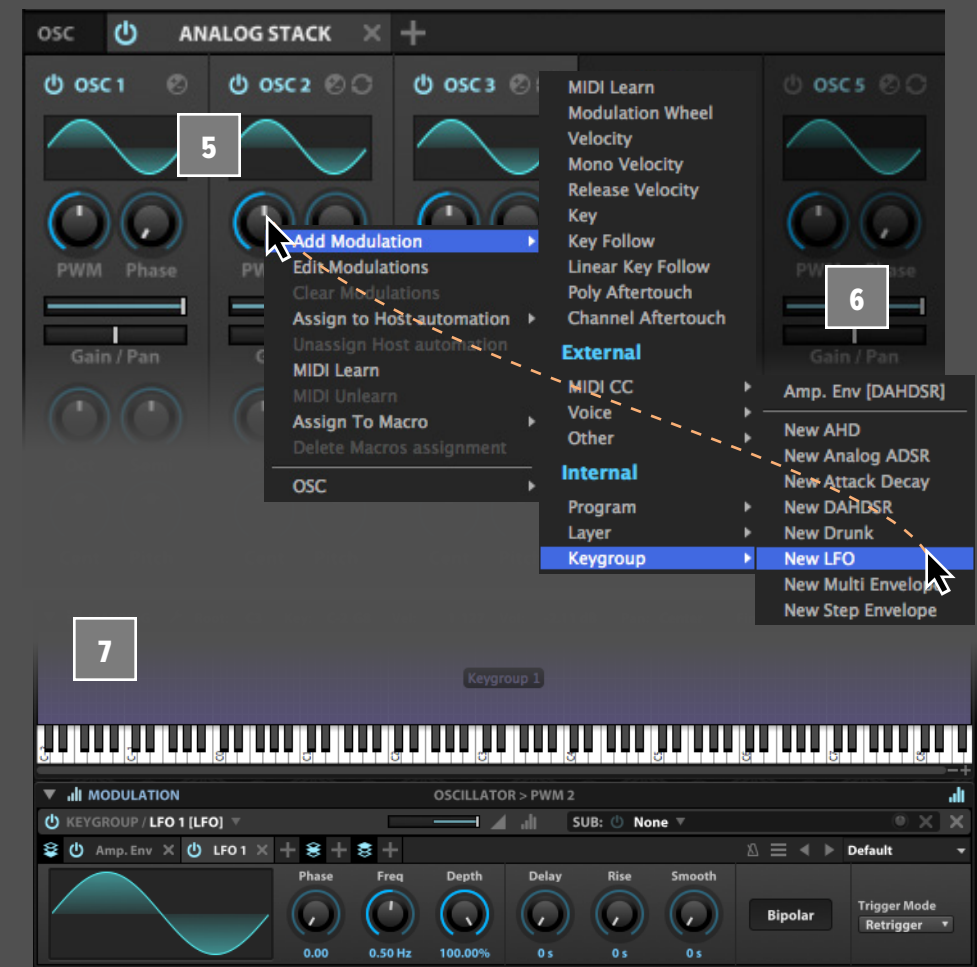 OSC
ANALOG STACK
OSC 1
OSC 2
OSC 3
OSC 5
5
PWM
Phase
Gain / Pan
Add Modulation
Edit Modulations
Clear Modulations
Assign to Host automation
Unassign Host automation
MIDI Learn
MIDI Unlearn
Assign To Macro
Delete Macros assignment
OSC
MIDI Learn
Modulation Wheel
Velocity
Mono Velocity
Release Velocity
Key
Key Follow
Linear Key Follow
Poly Aftertouch
Channel Aftertouch
External
MIDI CC
Voice
Other
Internal
Program
Layer
Keygroup
6
Gain / Pan
Amp. Env [DAHDSR]
New AHD
New Analog ADSR
New Attack Decay
New DAHDSR
New Drunk
New LFO
New Multi Envelope
New Step Envelope
7
Keygroup 1
MODULATION
OSCILLATOR > PWM 2
KEYGROUP / LFO 1 [LFO]
SUB: None
Amp. Env
LFO 1
Default
Phase
Freq
Depth
Delay
Rise
Smooth
0.00
0.50 Hz
100.00%
0 s
0 s
0 s
Bipolar
Trigger Mode
Retrigger